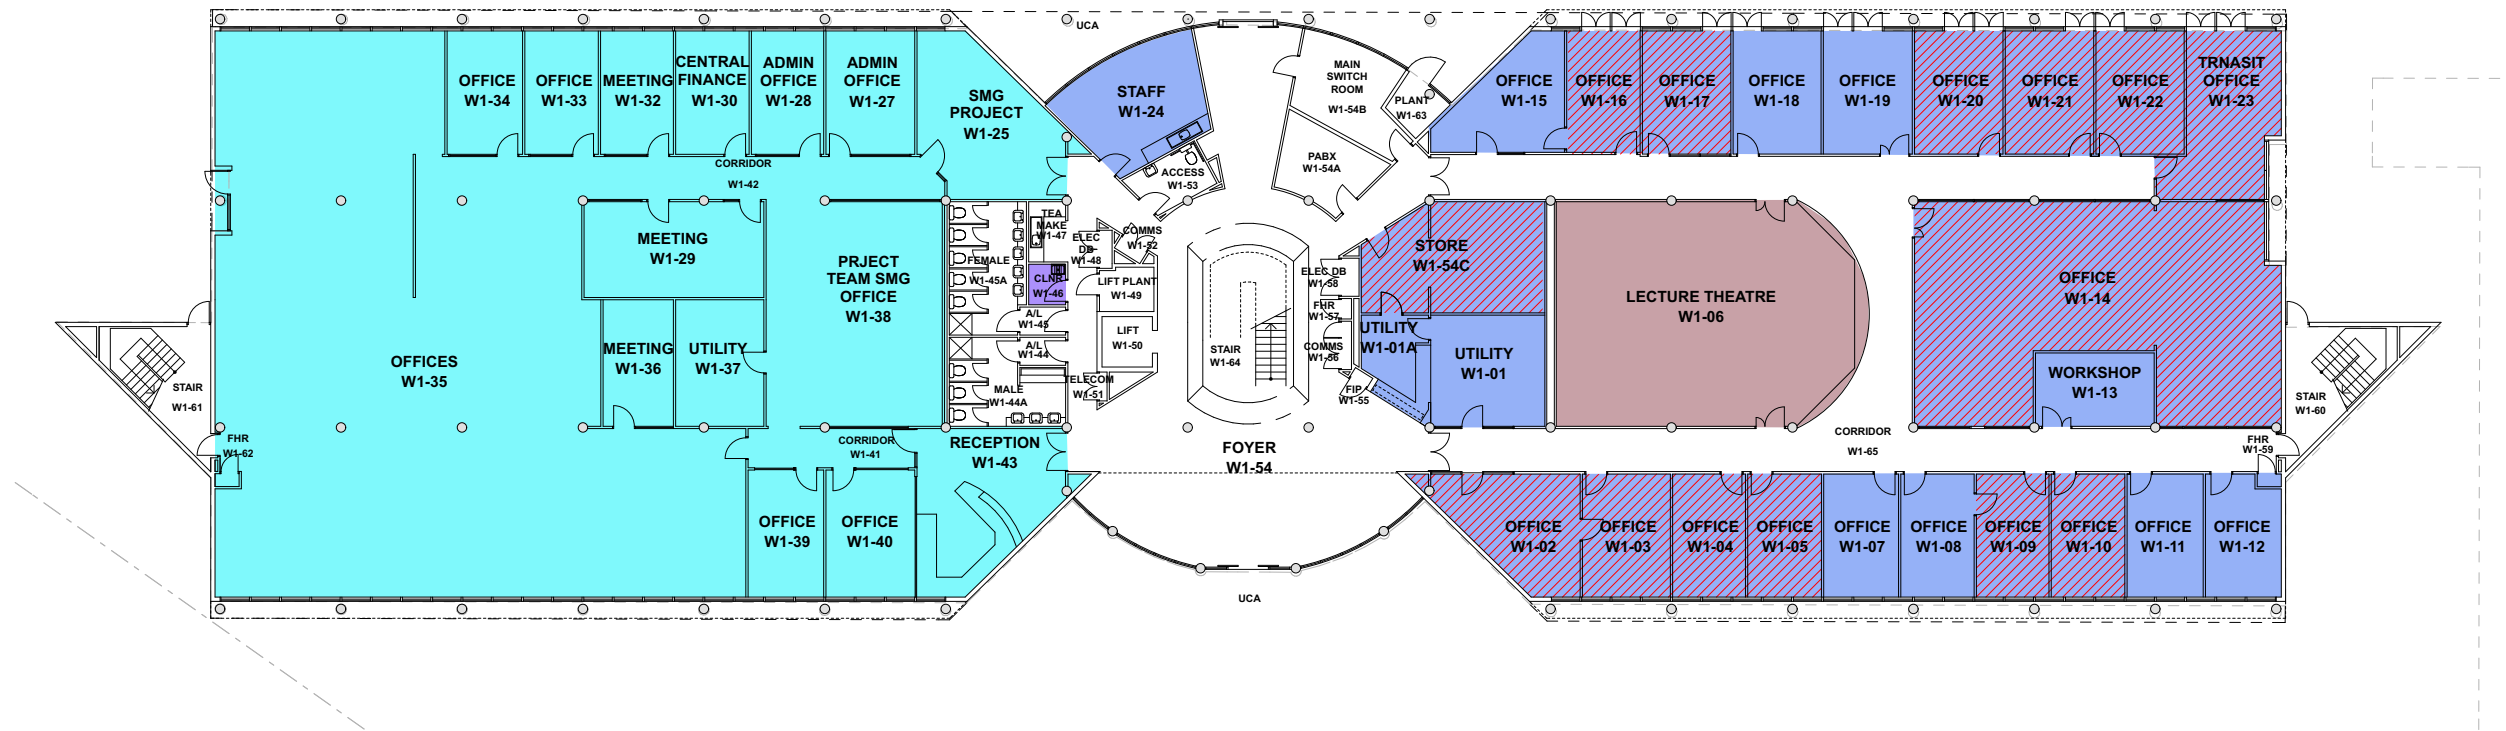 UCA
OFFICE
W1-34
OFFICE
W1-33
MEETING
W1-32
CENTRAL
FINANCE
W1-30
ADMIN
OFFICE
W1-28
ADMIN
OFFICE
W1-27
SMG
PROJECT
W1-25
STAFF
W1-24
MAIN
SWITCH
ROOM
W1-54B
PLANT
W1-63
OFFICE
W1-15
OFFICE
W1-16
OFFICE
W1-17
OFFICE
W1-18
OFFICE
W1-19
OFFICE
W1-20
OFFICE
W1-21
OFFICE
W1-22
TRNASIT
OFFICE
W1-23
CORRIDOR
W1-42
ACCESS
W1-53
PABX
W1-54A
MEETING
W1-29
PRJECT
TEAM SMG
OFFICE
W1-38
FEMALE
W1-45A
TEA
MAKE
W1-47
ELEC
DB
W1-48
COMMS
W1-52
CLNR
W1-46
LIFT PLANT
W1-49
A/L
W1-45
A/L
W1-44
LIFT
W1-50
MALE
W1-44A
TELECOM
W1-51
STAIR
W1-64
ELEC DB
W1-58
FHR
W1-57
COMMS
W1-56
FIP
W1-55
STORE
W1-54C
UTILITY
W1-01A
UTILITY
W1-01
LECTURE THEATRE
W1-06
OFFICE
W1-14
WORKSHOP
W1-13
OFFICES
W1-35
MEETING
W1-36
UTILITY
W1-37
STAIR
W1-61
STAIR
W1-60
FHR
W1-62
CORRIDOR
W1-41
RECEPTION
W1-43
FOYER
W1-54
CORRIDOR
W1-65
FHR
W1-59
OFFICE
W1-39
OFFICE
W1-40
OFFICE
W1-02
OFFICE
W1-03
OFFICE
W1-04
OFFICE
W1-05
OFFICE
W1-07
OFFICE
W1-08
OFFICE
W1-09
OFFICE
W1-10
OFFICE
W1-11
OFFICE
W1-12
UCA